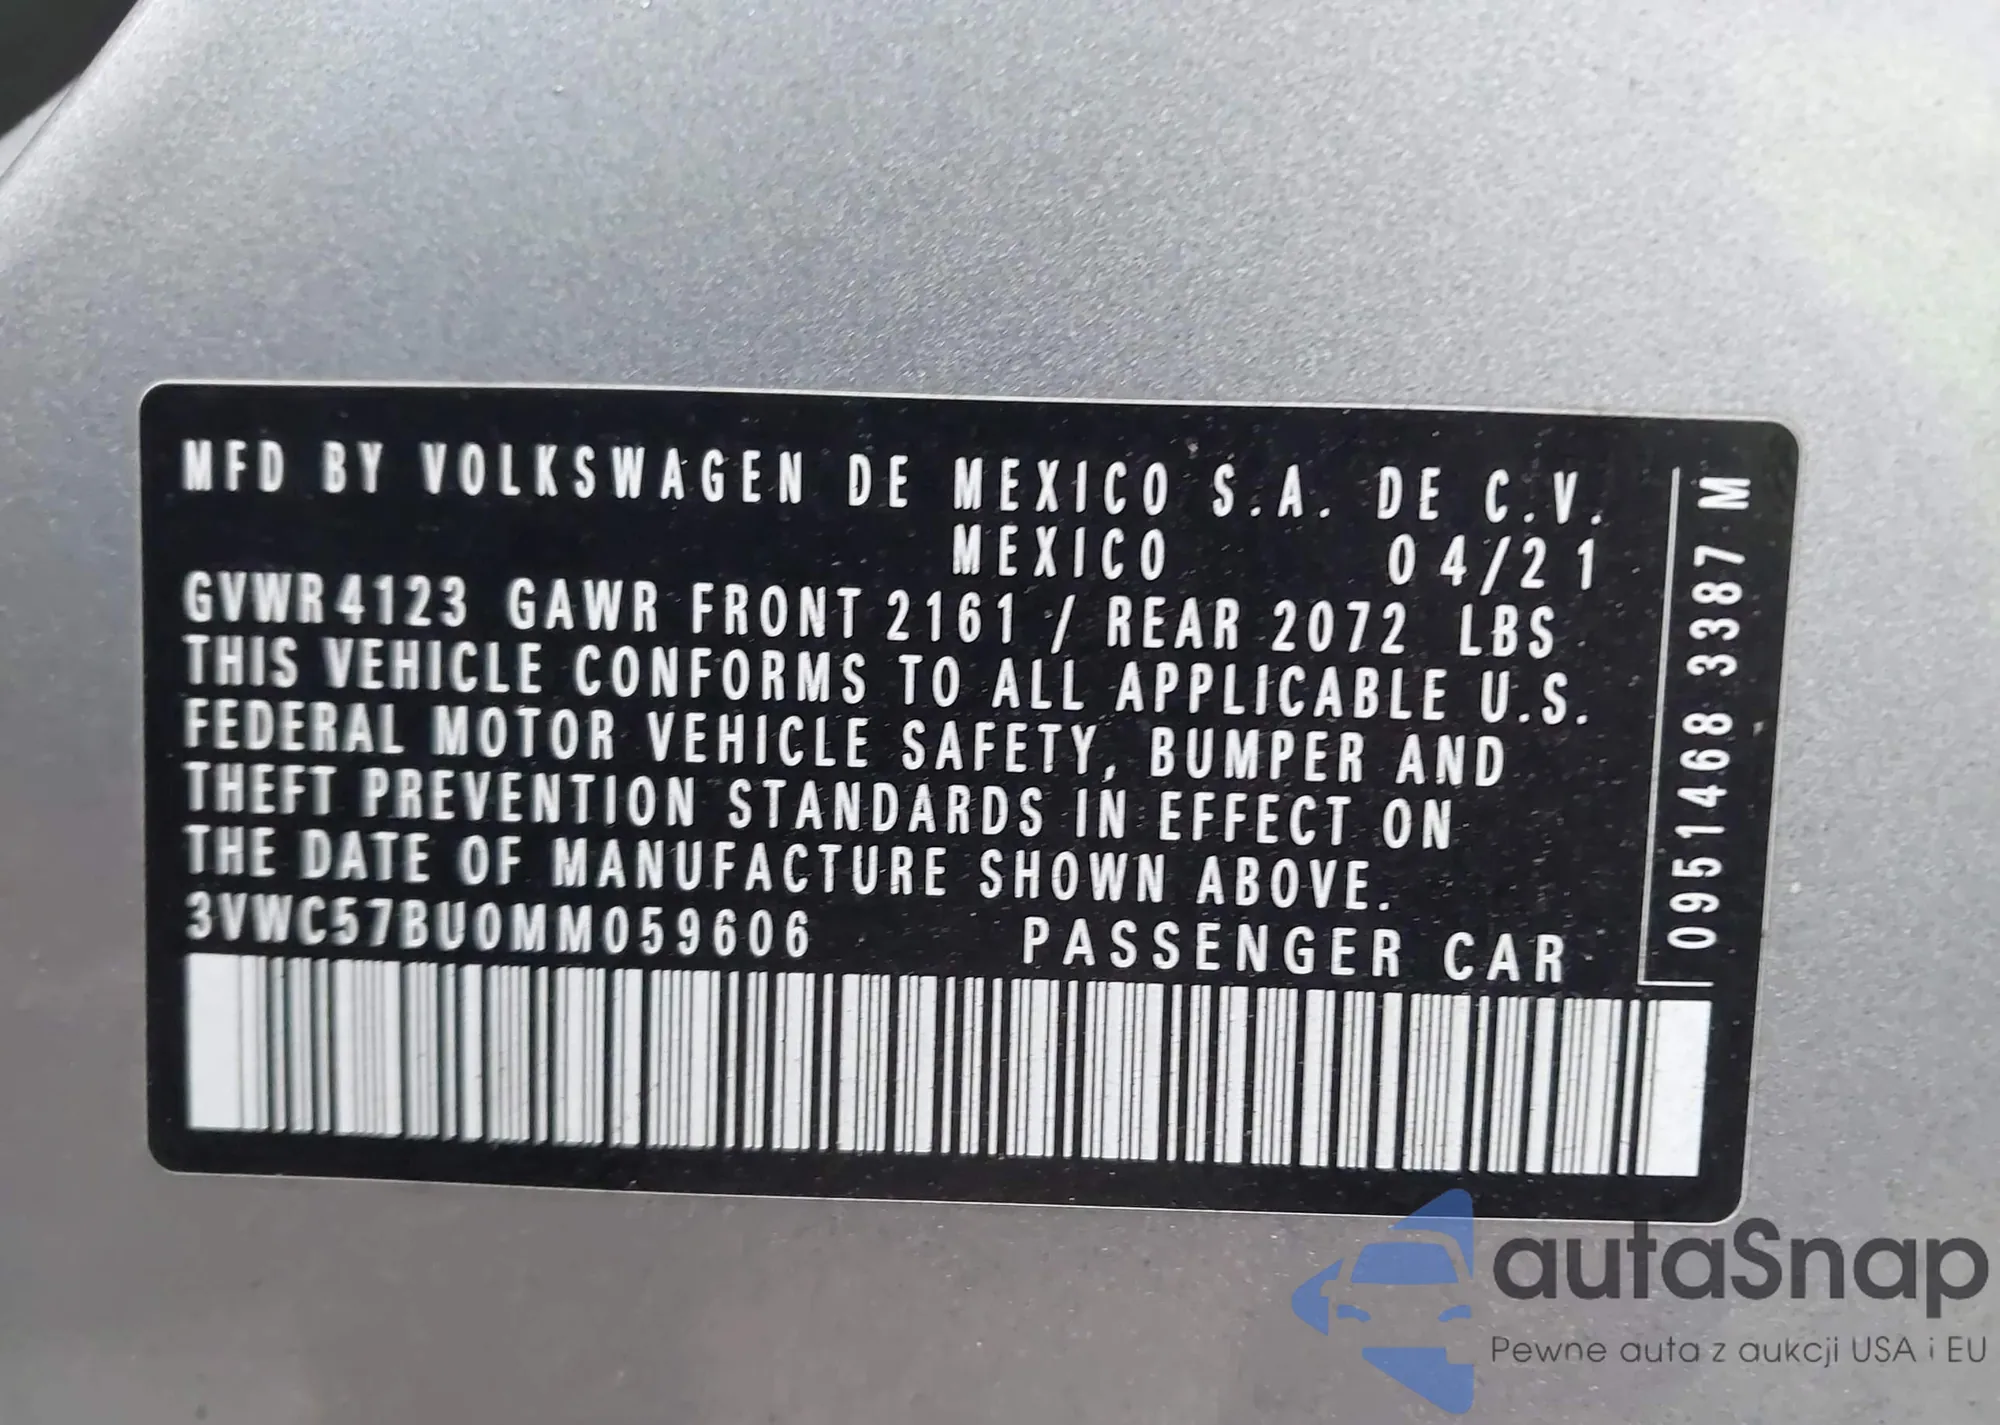 MFD BY VOLKSWAGEN DE MEXICO S.A. DE C.V.
MEXICO 04/21
GVWR 4123 GAWR FRONT 2161 / REAR 2072 LBS
THIS VEHICLE CONFORMS TO ALL APPLICABLE U.S.
FEDERAL MOTOR VEHICLE SAFETY, BUMPER AND
THEFT PREVENTION STANDARDS IN EFFECT ON
THE DATE OF MANUFACTURE SHOWN ABOVE.
3VWC57BU0MM059606 PASSENGER CAR
0951468 3387 M
autaSnap
Pewne auta z aukcji USA i EU